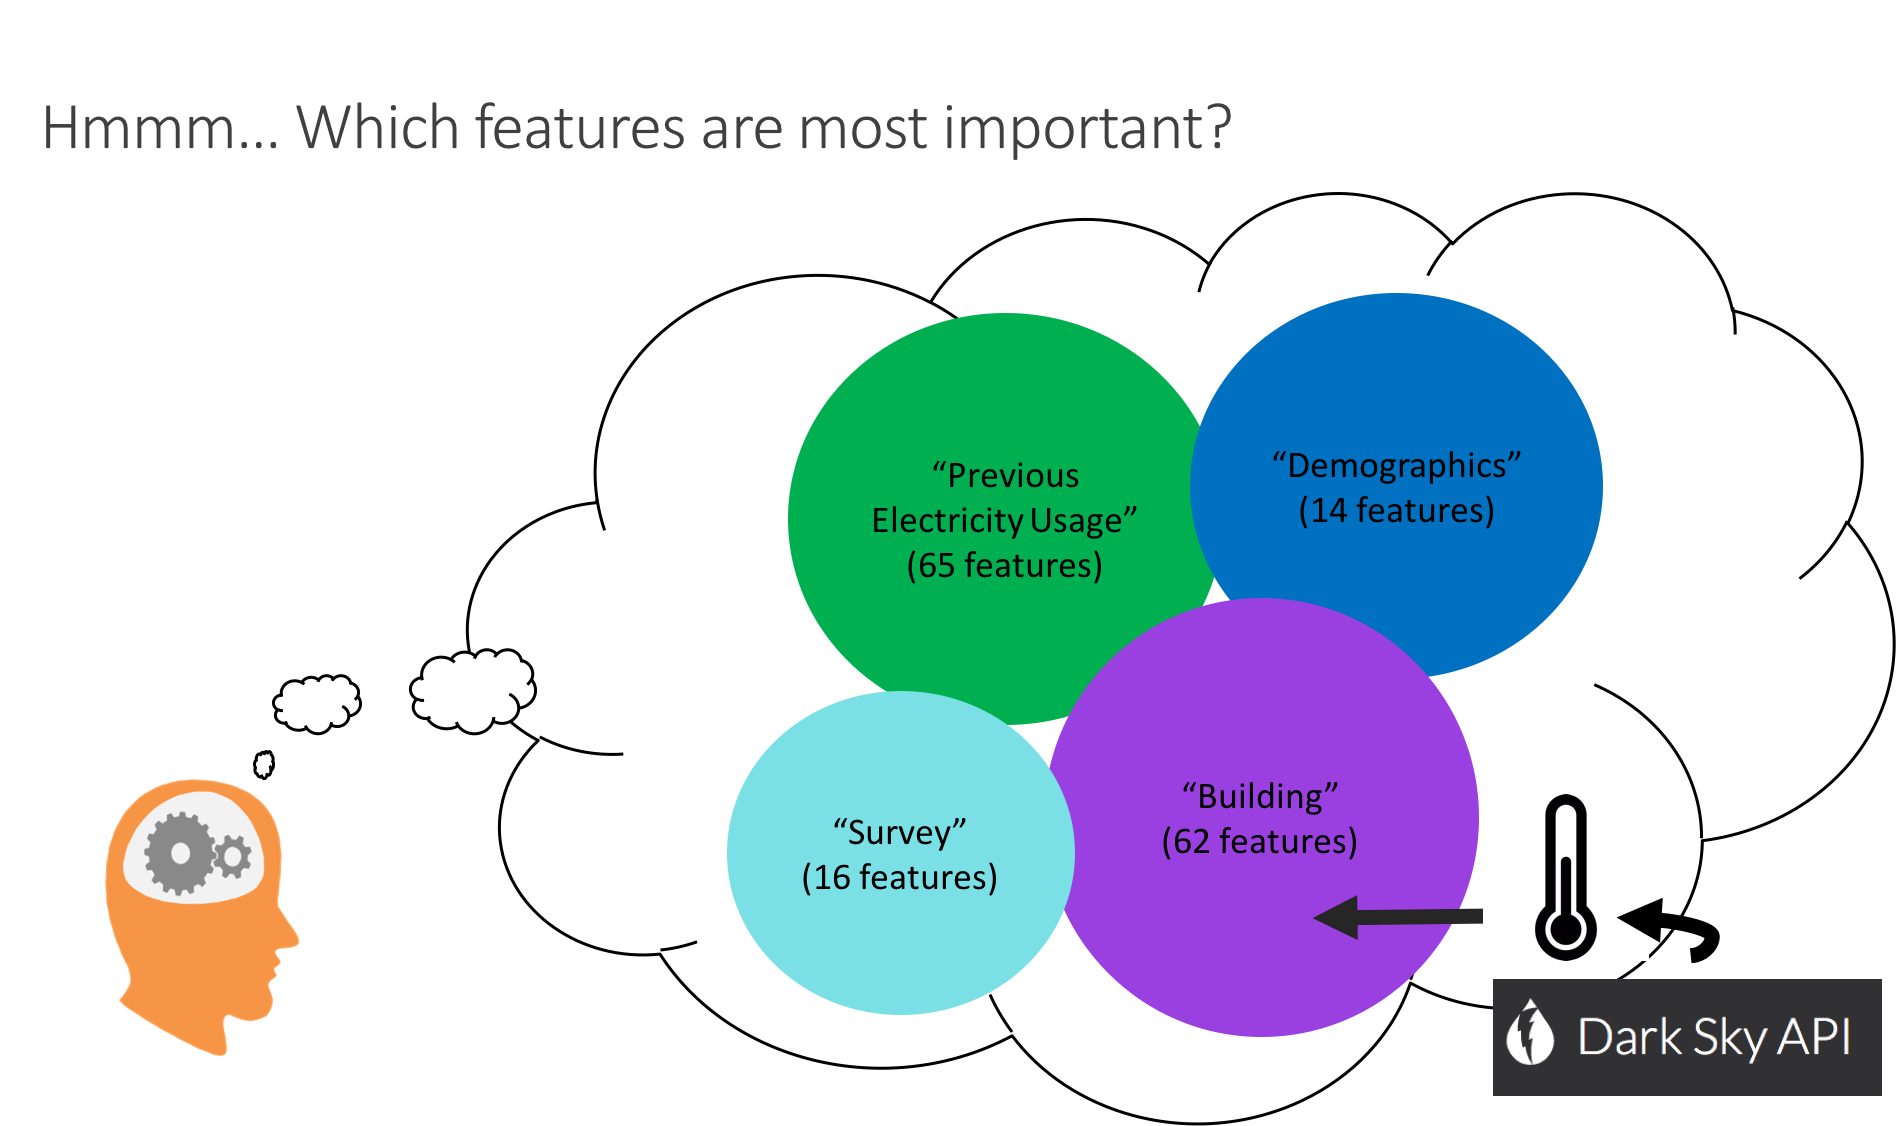 Hmmm... Which features are most important?
“Previous
Electricity Usage”
(65 features)
“Demographics”
(14 features)
“Survey”
(16 features)
“Building”
(62 features)
Dark Sky API